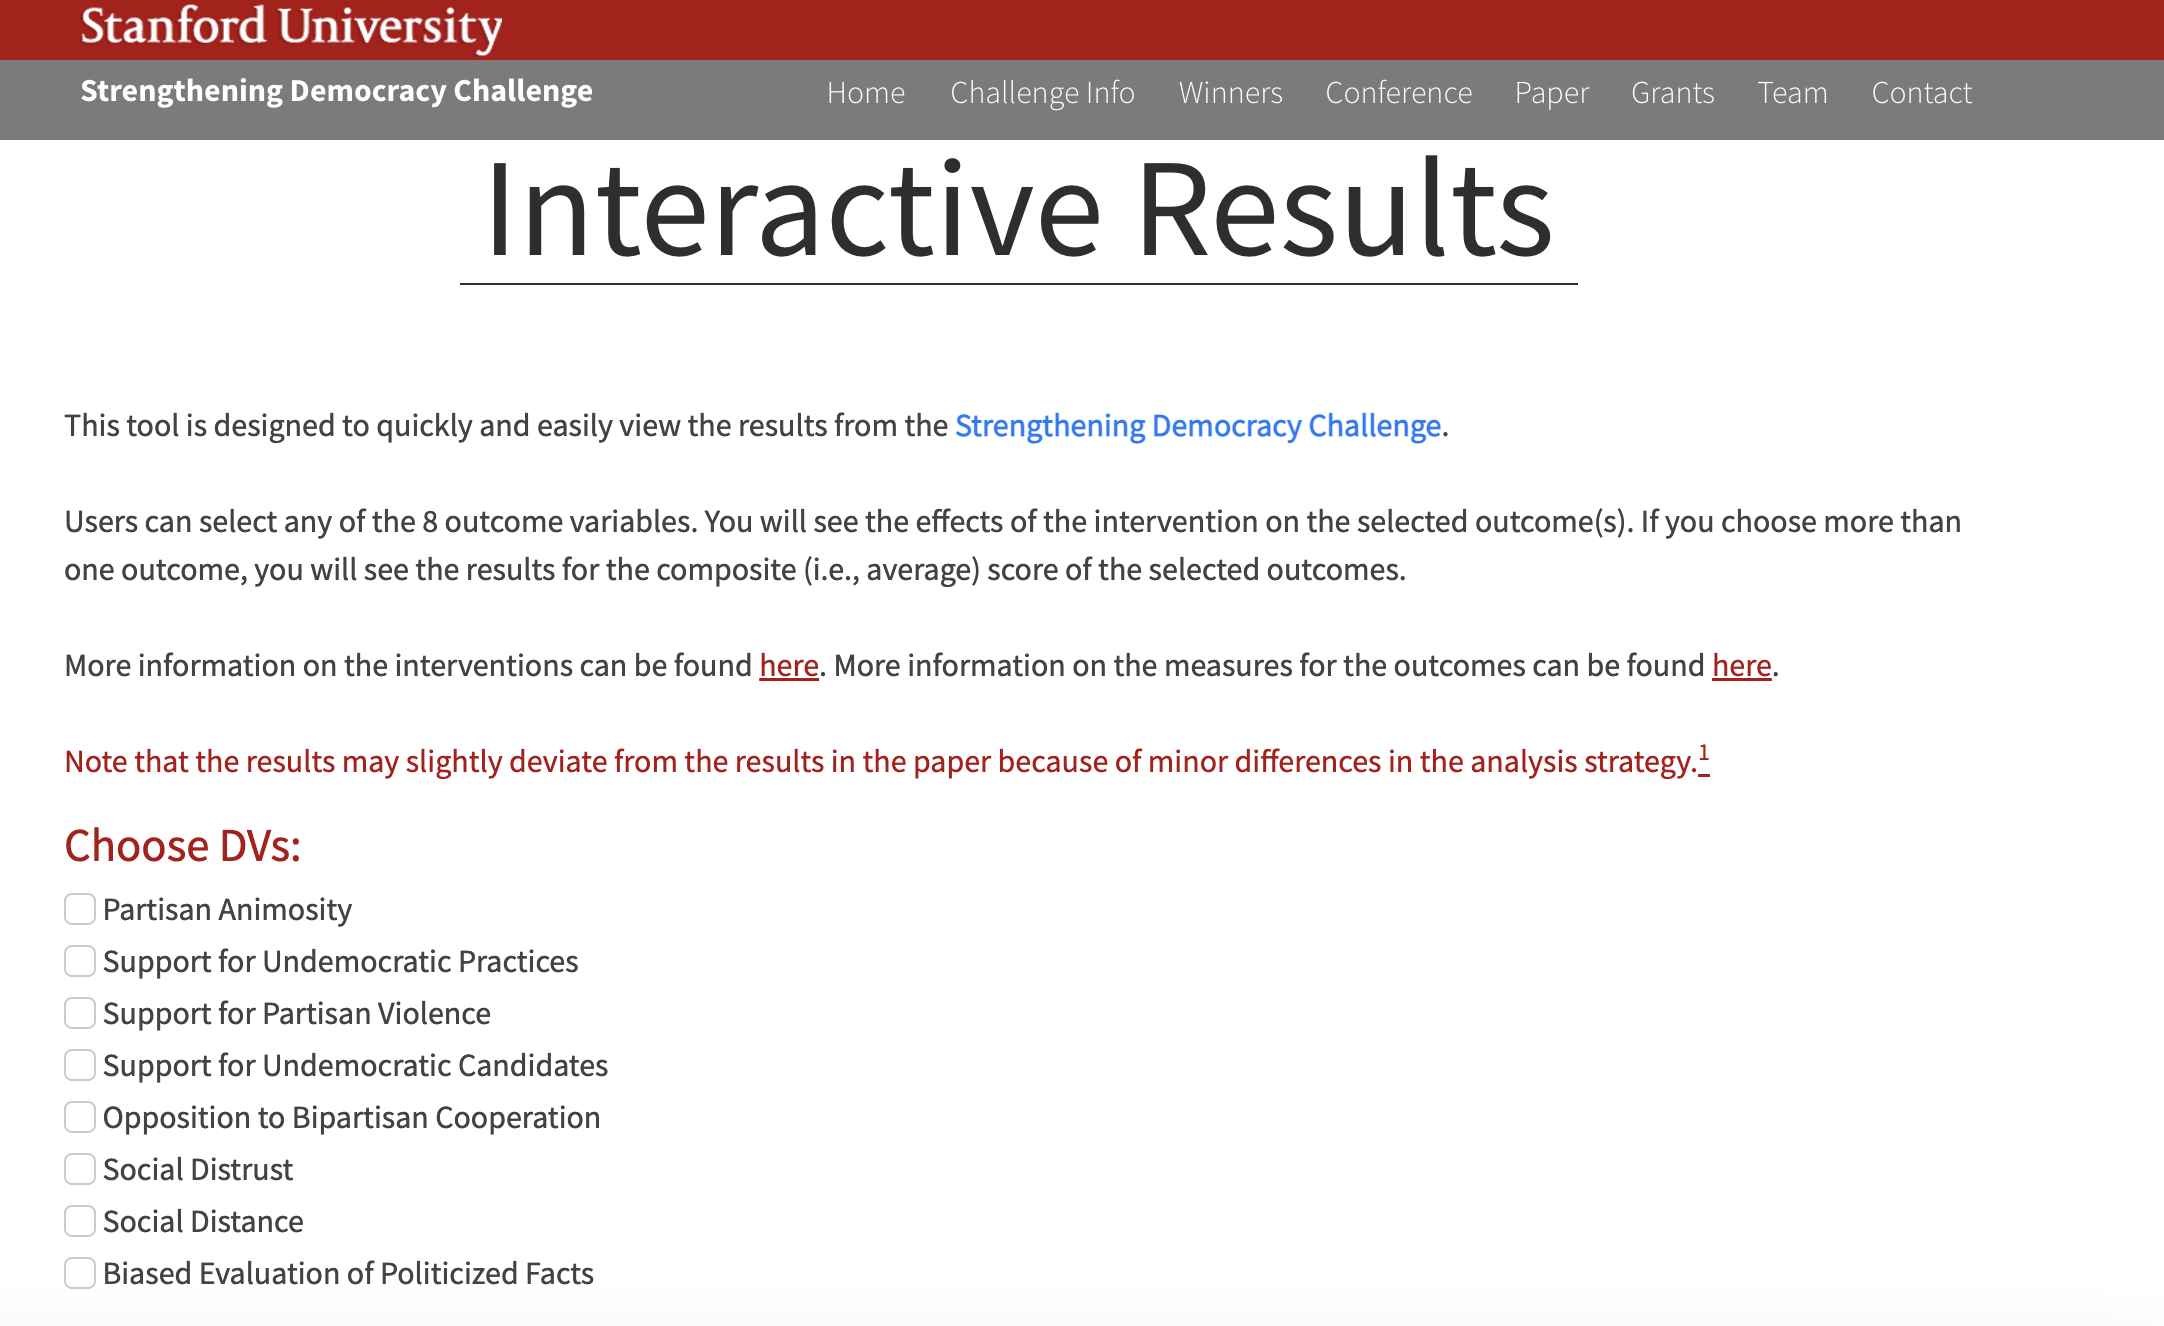 Stanford University
Strengthening Democracy Challenge
Home Challenge Info Winners Conference Paper Grants Team Contact
Interactive Results
This tool is designed to quickly and easily view the results from the Strengthening Democracy Challenge.
Users can select any of the 8 outcome variables. You will see the effects of the intervention on the selected outcome(s). If you choose more than
one outcome, you will see the results for the composite (i.e., average) score of the selected outcomes.
More information on the interventions can be found here. More information on the measures for the outcomes can be found here.
Note that the results may slightly deviate from the results in the paper because of minor differences in the analysis strategy.1
Choose DVs:
Partisan Animosity
Support for Undemocratic Practices
Support for Partisan Violence
Support for Undemocratic Candidates
Opposition to Bipartisan Cooperation
Social Distrust
Social Distance
Biased Evaluation of Politicized Facts